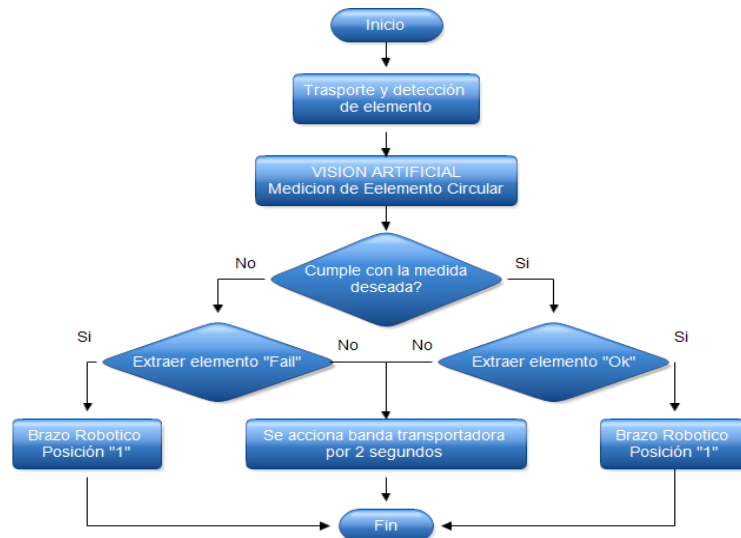 Inicio
Trasporte y detección
de elemento
VISION ARTIFICIAL
Medicion de Eelemento Circular
No
Cumple con la medida
deseada?
Si
Si
Extraer elemento "Fail"
No
No
Extraer elemento "Ok"
Si
Brazo Robotico
Posición "1"
Se acciona banda transportadora
por 2 segundos
Brazo Robotico
Posición "1"
Fin